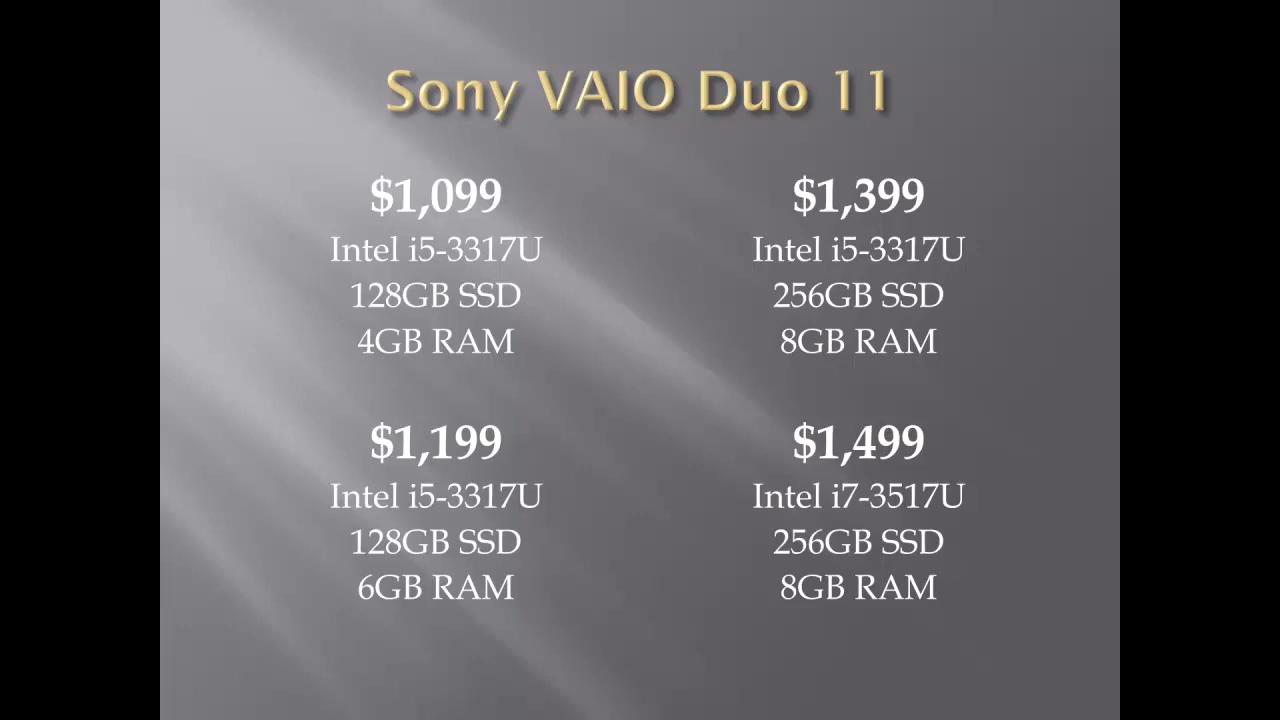 Sony VAIO Duo 11
$1,099
Intel i5-3317U
128GB SSD
4GB RAM
$1,199
Intel i5-3317U
128GB SSD
6GB RAM
$1,399
Intel i5-3317U
256GB SSD
8GB RAM
$1,499
Intel i7-3517U
256GB SSD
8GB RAM